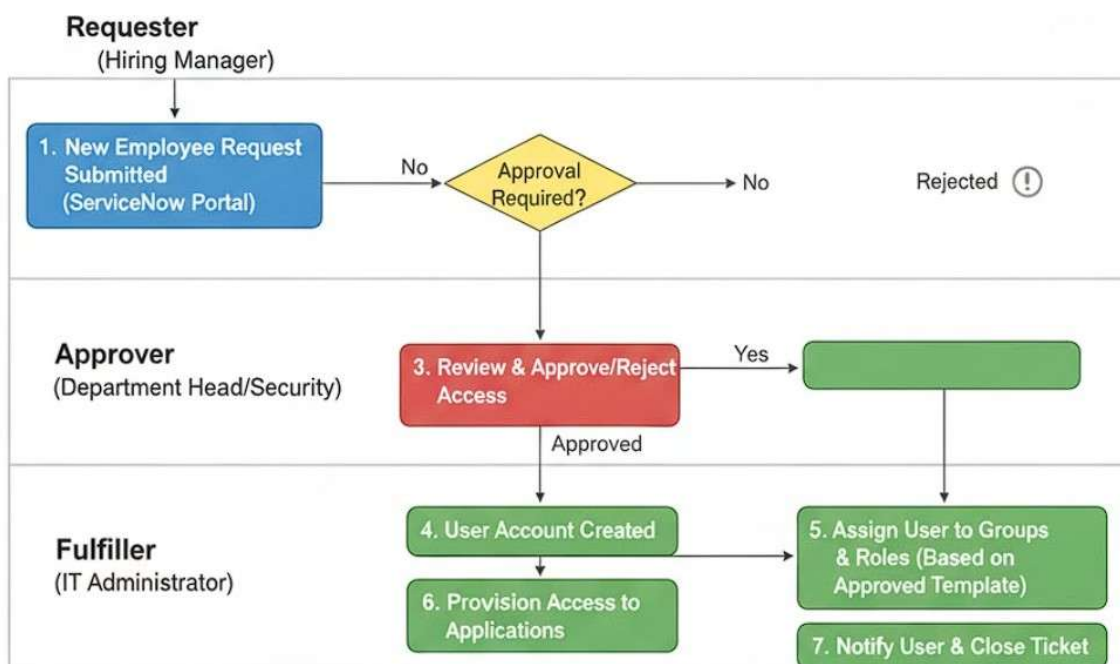 Requester
(Hiring Manager)
1. New Employee Request
Submitted
(ServiceNow Portal)
No
Approval
Required?
No
Rejected
Approver
(Department Head/Security)
3. Review & Approve/Reject
Access
Yes
Approved
Fulfiller
(IT Administrator)
4. User Account Created
5. Assign User to Groups
& Roles (Based on
Approved Template)
6. Provision Access to
Applications
7. Notify User & Close Ticket